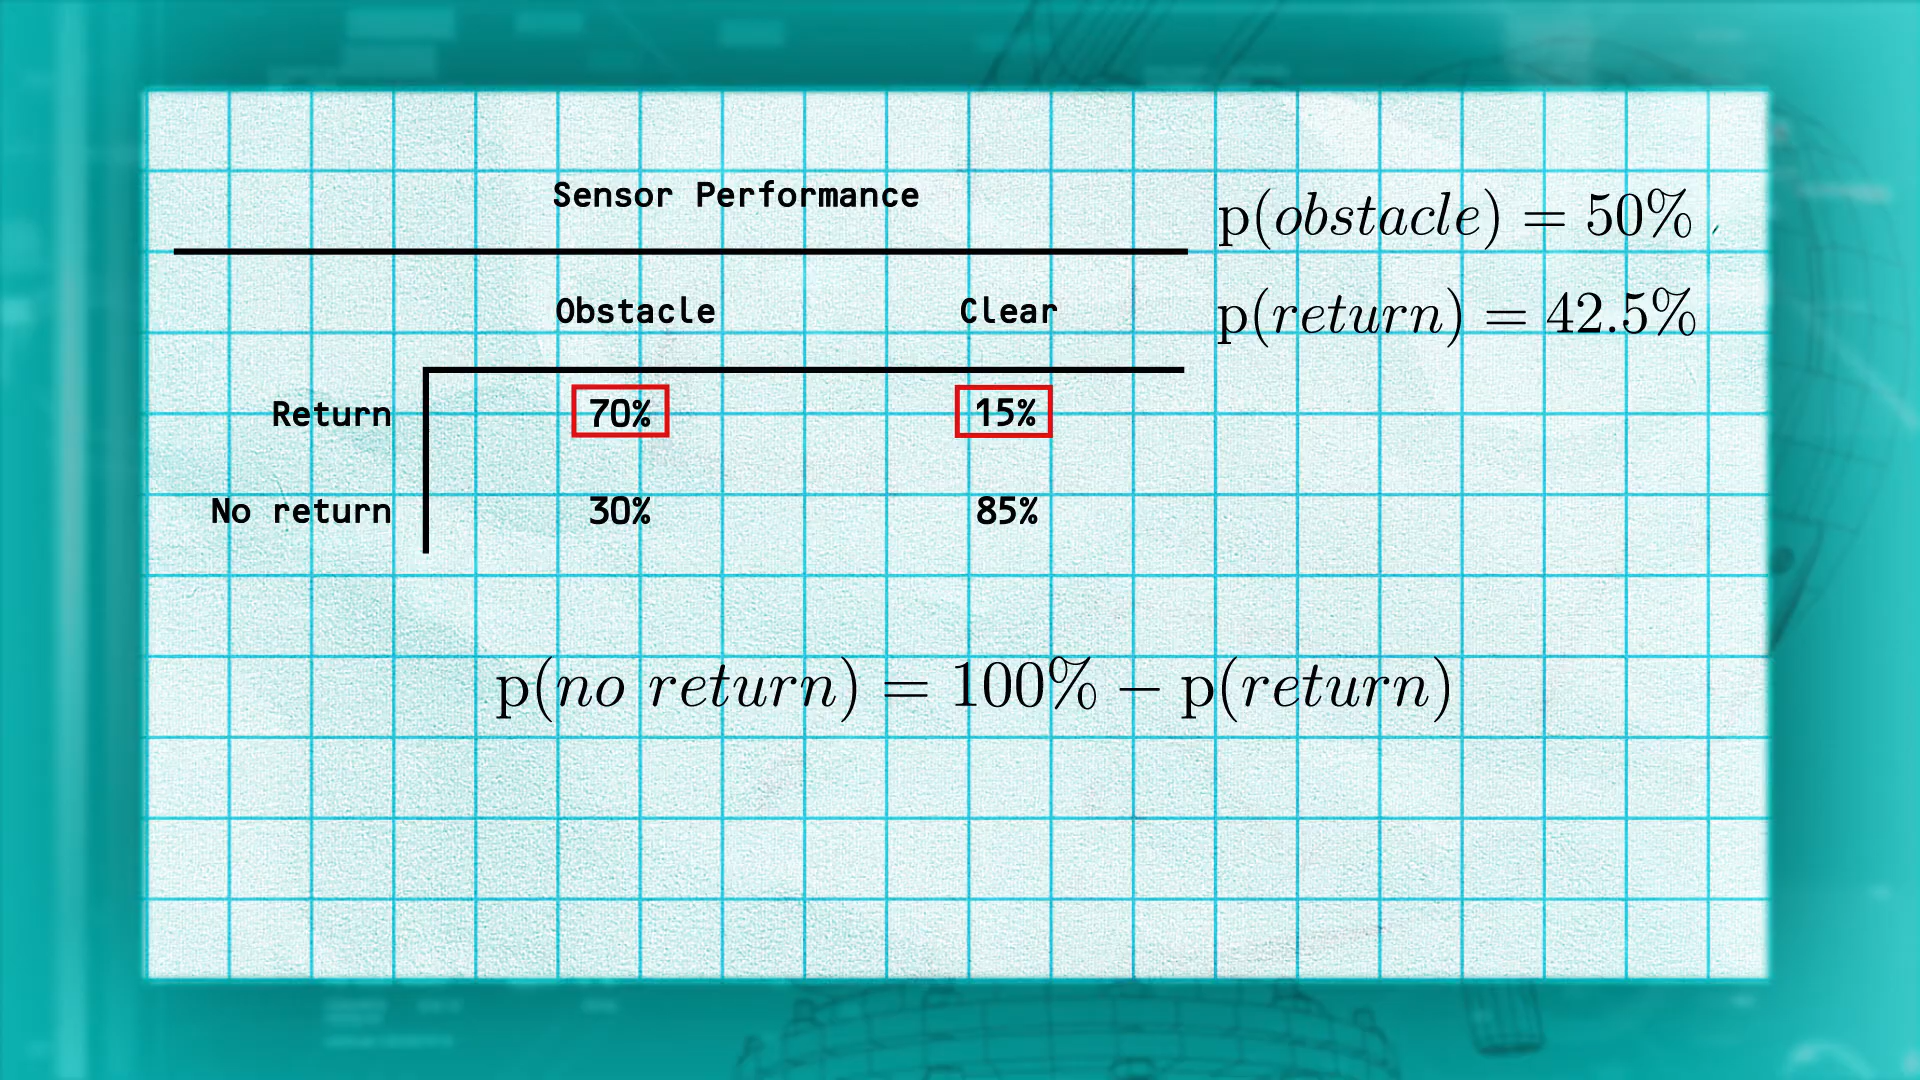 Sensor Performance
p(obstacle) = 50%
Obstacle Clear
p(return) = 42.5%
Return 70% 15%
No return 30% 85%
p(no return) = 100% − p(return)